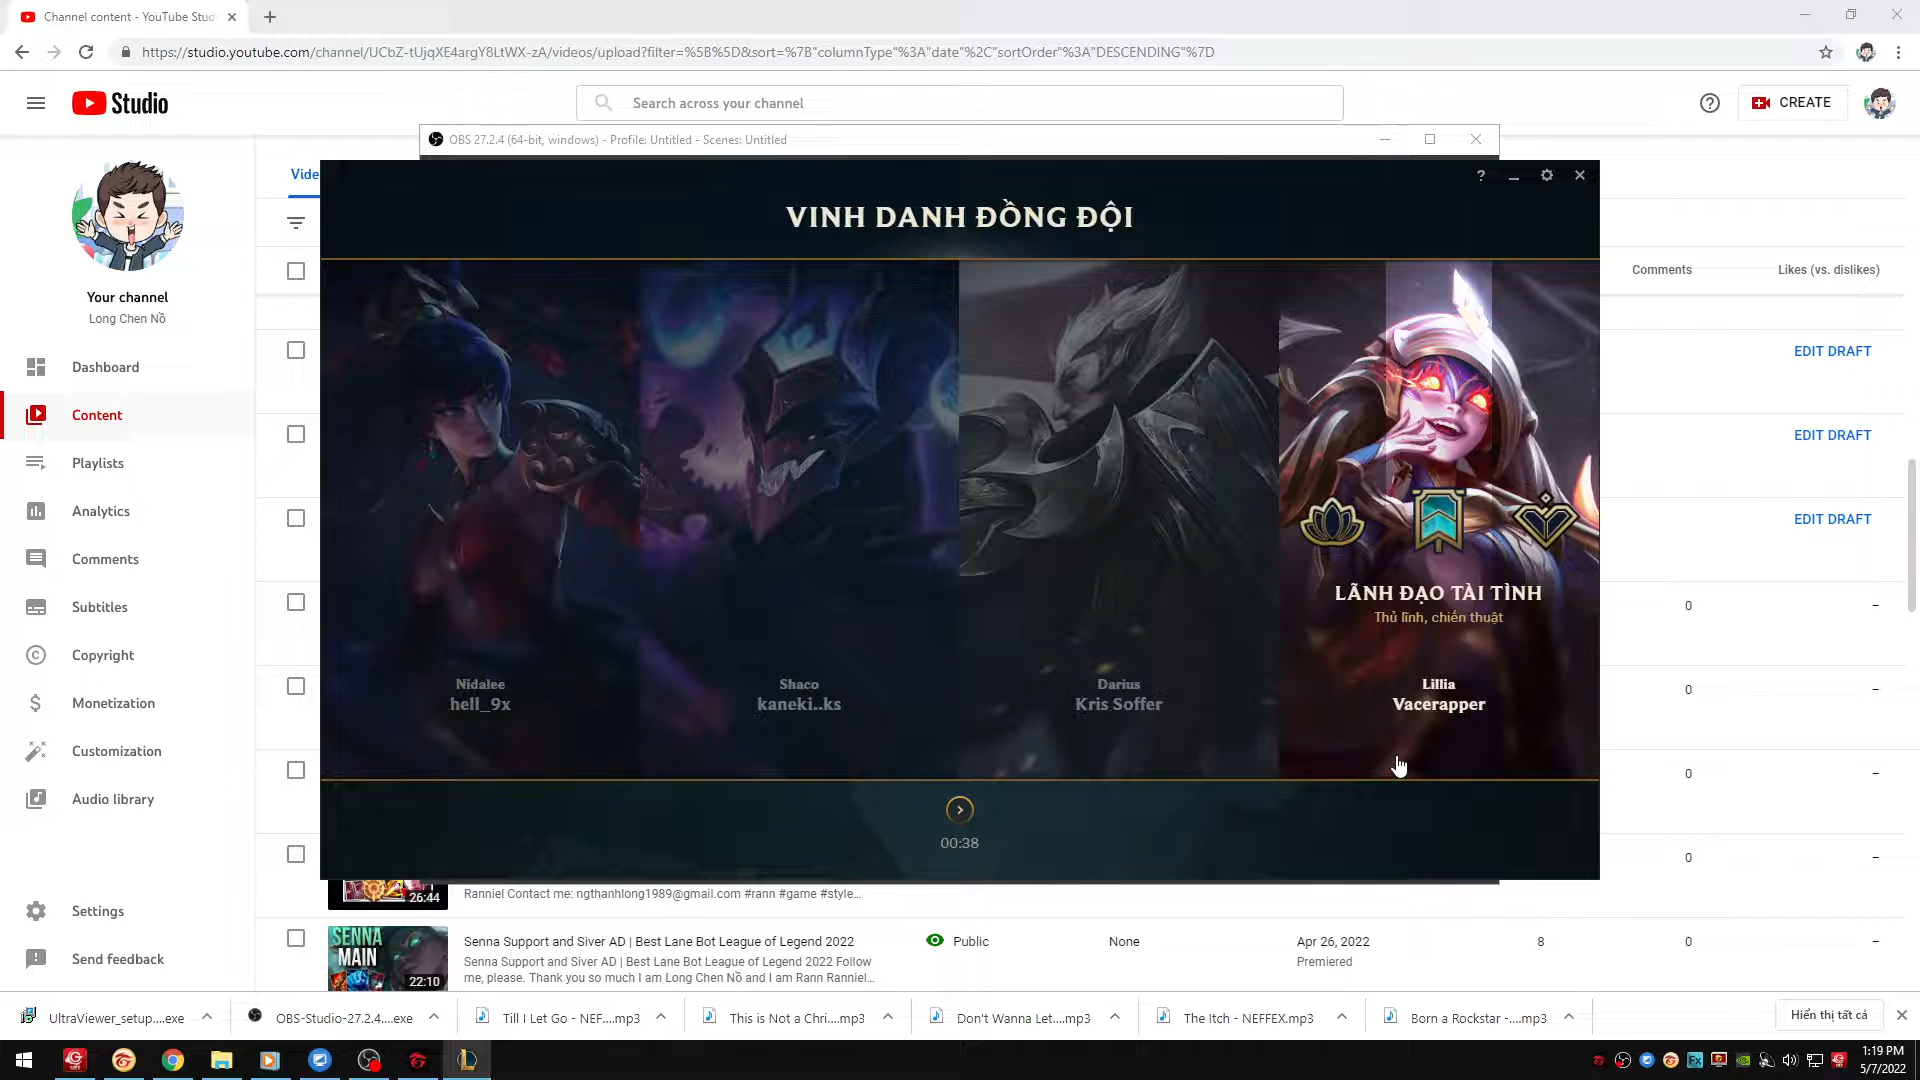 Channel content - YouTube Stud
https://studio.youtube.com/channel/UCbZ-tUjqXE4argY8LtWX-zA/videos/upload?filter=%5B%5D&sort=%7B"columnType"%3A"date"%2C"sortOrder"%3A"DESCENDING"%7D
Studio
Search across your channel
CREATE
OBS 27.2.4 (64-bit, windows) - Profile: Untitled - Scenes: Untitled
Your channel
Long Chen Nồ
Dashboard
Content
Playlists
Analytics
Comments
Subtitles
Copyright
Monetization
Customization
Audio library
Settings
Send feedback
Vide
VINH DANH ĐỒNG ĐỘI
LÃNH ĐẠO TÀI TÌNH
Thủ lĩnh, chiến thuật
Nidalee
hell_9x
Shaco
kaneki..ks
Darius
Kris Soffer
Lillia
Vacerapper
00:38
Comments
Likes (vs. dislikes)
EDIT DRAFT
EDIT DRAFT
EDIT DRAFT
0 –
0 –
0 –
0 –
26:44
Ranniel Contact me: ngthanhlong1989@gmail.com #rann #game #style...
SENNA
MAIN
22:10
Senna Support and Siver AD | Best Lane Bot League of Legend 2022
Senna Support and Siver AD | Best Lane Bot League of Legend 2022 Follow
me, please. Thank you so much I am Long Chen Nồ and I am Rann Ranniel...
Public
None
Apr 26, 2022
Premiered
8
0
–
UltraViewer_setup....exe
OBS-Studio-27.2.4....exe
Till I Let Go - NEF....mp3
This is Not a Chri....mp3
Don't Wanna Let....mp3
The Itch - NEFFEX.mp3
Born a Rockstar -....mp3
Hiển thị tất cả
1:19 PM
5/7/2022